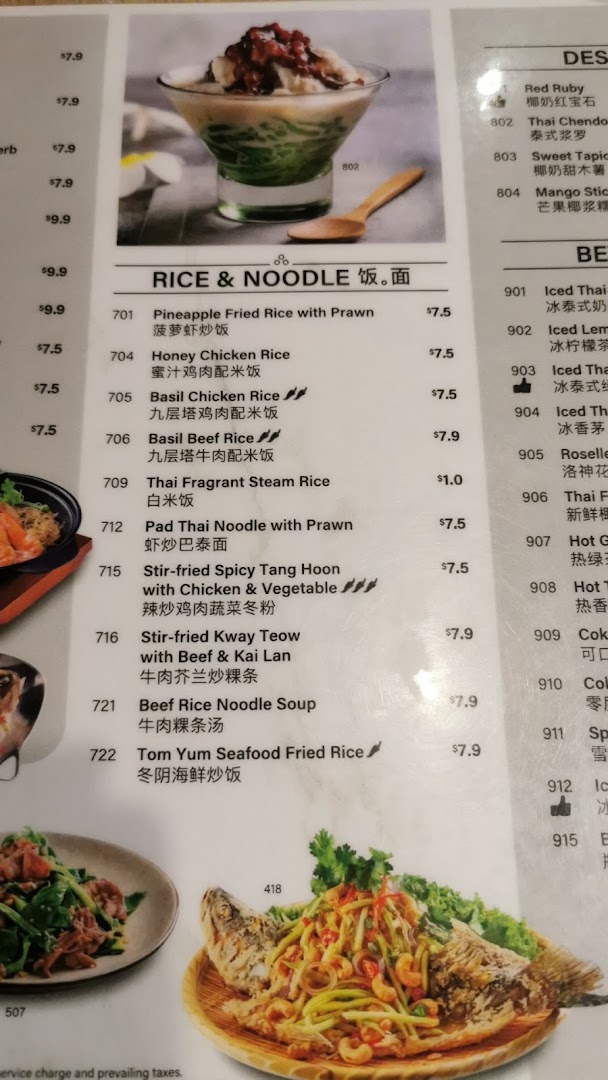 $7.9
$7.9
$7.9
$7.9
$9.9
$9.9
$9.9
$7.5
$7.5
$7.5
507
service charge and prevailing taxes.
802
RICE & NOODLE 饭。面
701 Pineapple Fried Rice with Prawn $7.5
菠萝虾炒饭
704 Honey Chicken Rice $7.5
蜜汁鸡肉配米饭
705 Basil Chicken Rice $7.5
九层塔鸡肉配米饭
706 Basil Beef Rice $7.9
九层塔牛肉配米饭
709 Thai Fragrant Steam Rice $1.0
白米饭
712 Pad Thai Noodle with Prawn $7.5
虾炒巴泰面
715 Stir-fried Spicy Tang Hoon $7.5
with Chicken & Vegetable
辣炒鸡肉蔬菜冬粉
716 Stir-fried Kway Teow $7.9
with Beef & Kai Lan
牛肉芥兰炒粿条
721 Beef Rice Noodle Soup $7.9
牛肉粿条汤
722 Tom Yum Seafood Fried Rice $7.9
冬阴海鲜炒饭
418
Red Ruby
椰奶红宝石
802 Thai Chendo
泰式浆罗
803 Sweet
椰奶甜木薯
804 Mango
芒果椰浆糯
901 Iced Thai
冰泰式奶
902 Iced
冰柠檬茶
903 Iced
冰泰式
904 Iced
冰香茅
905
洛神花
906 Thai
新鲜椰
907 Hot
热绿
908 Hot
热香
909
可口
910
零
911
雪
912
915